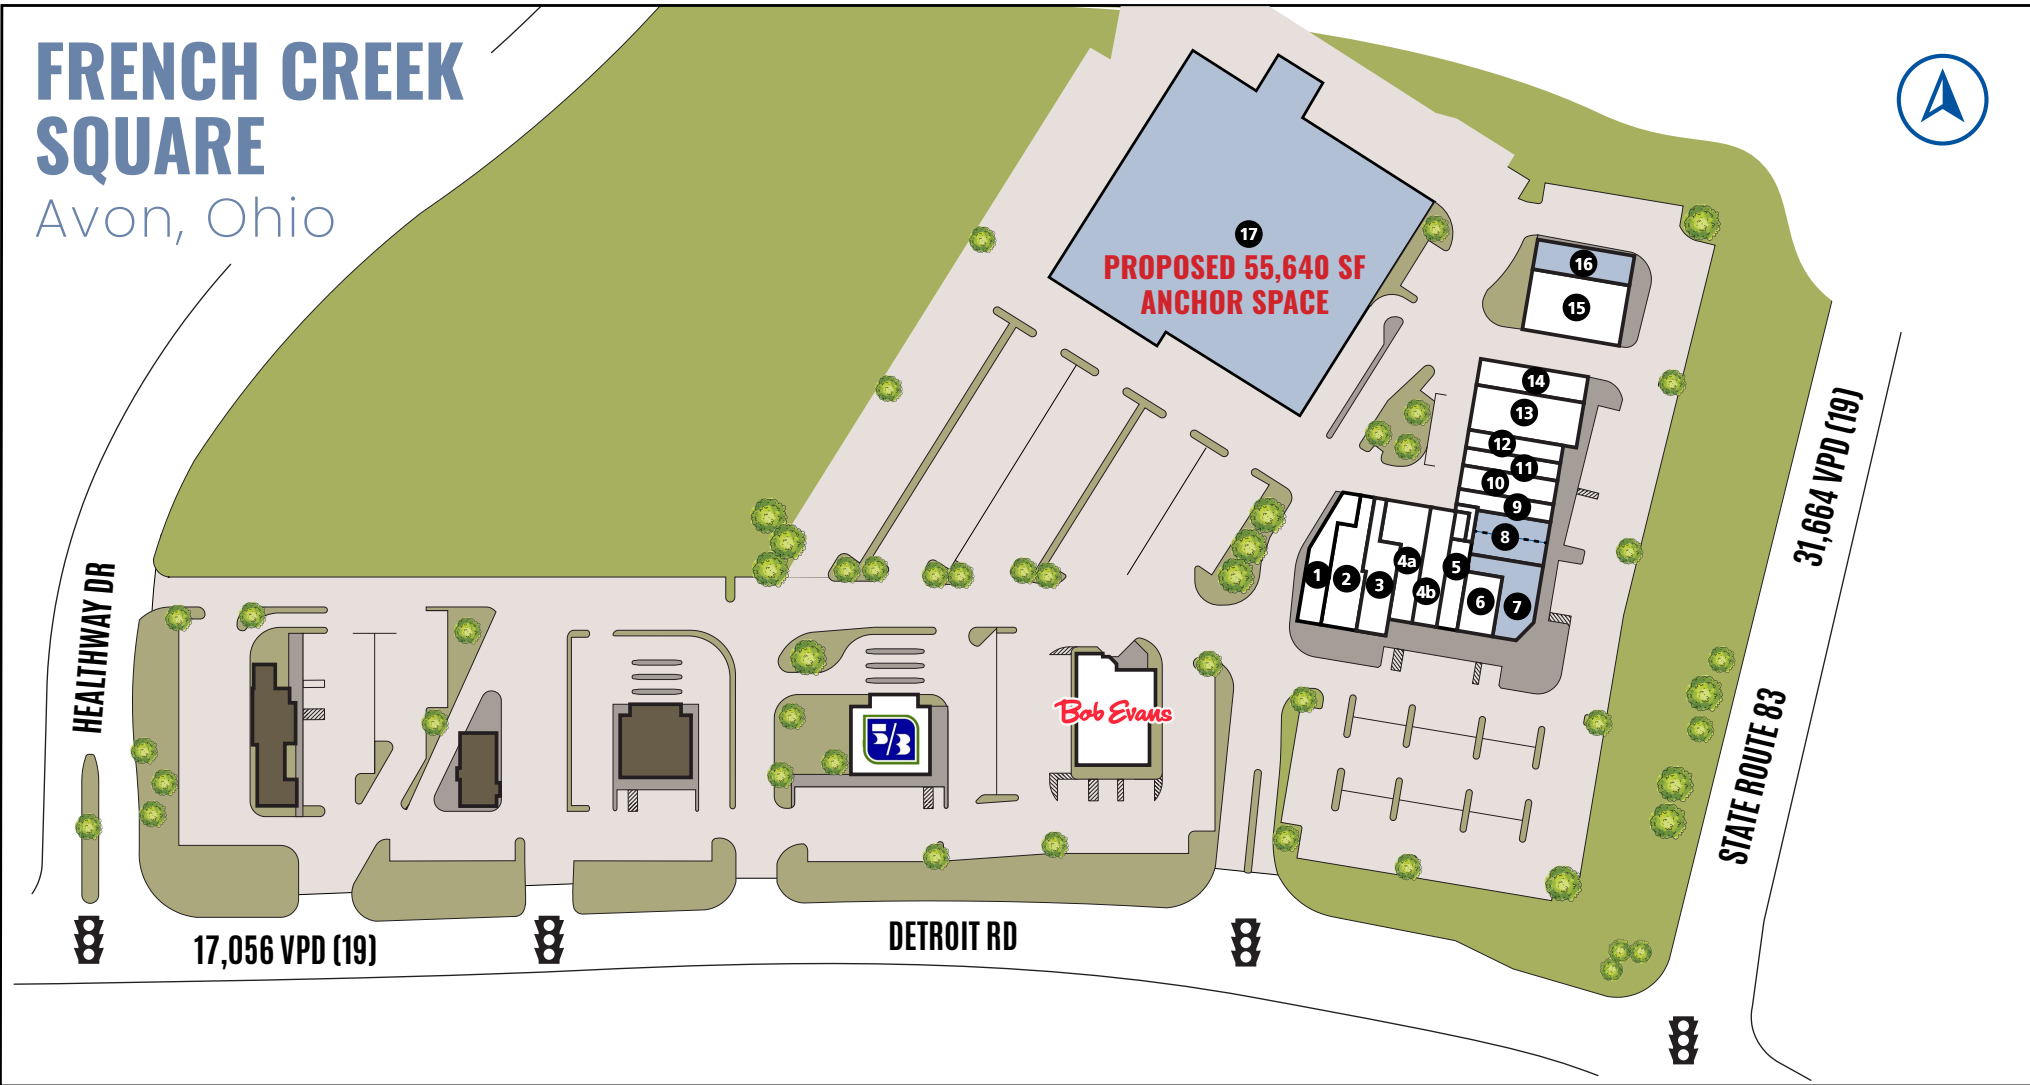 FRENCH CREEK
SQUARE
Avon, Ohio
17
PROPOSED 55,640 SF
ANCHOR SPACE
16
15
14
13
12
11
10
9
8
1
2
3
4a
4b
5
6
7
31,664 VPD (19)
STATE ROUTE 83
HEALTHWAY DR
5/3
Bob Evans
17,056 VPD (19)
DETROIT RD